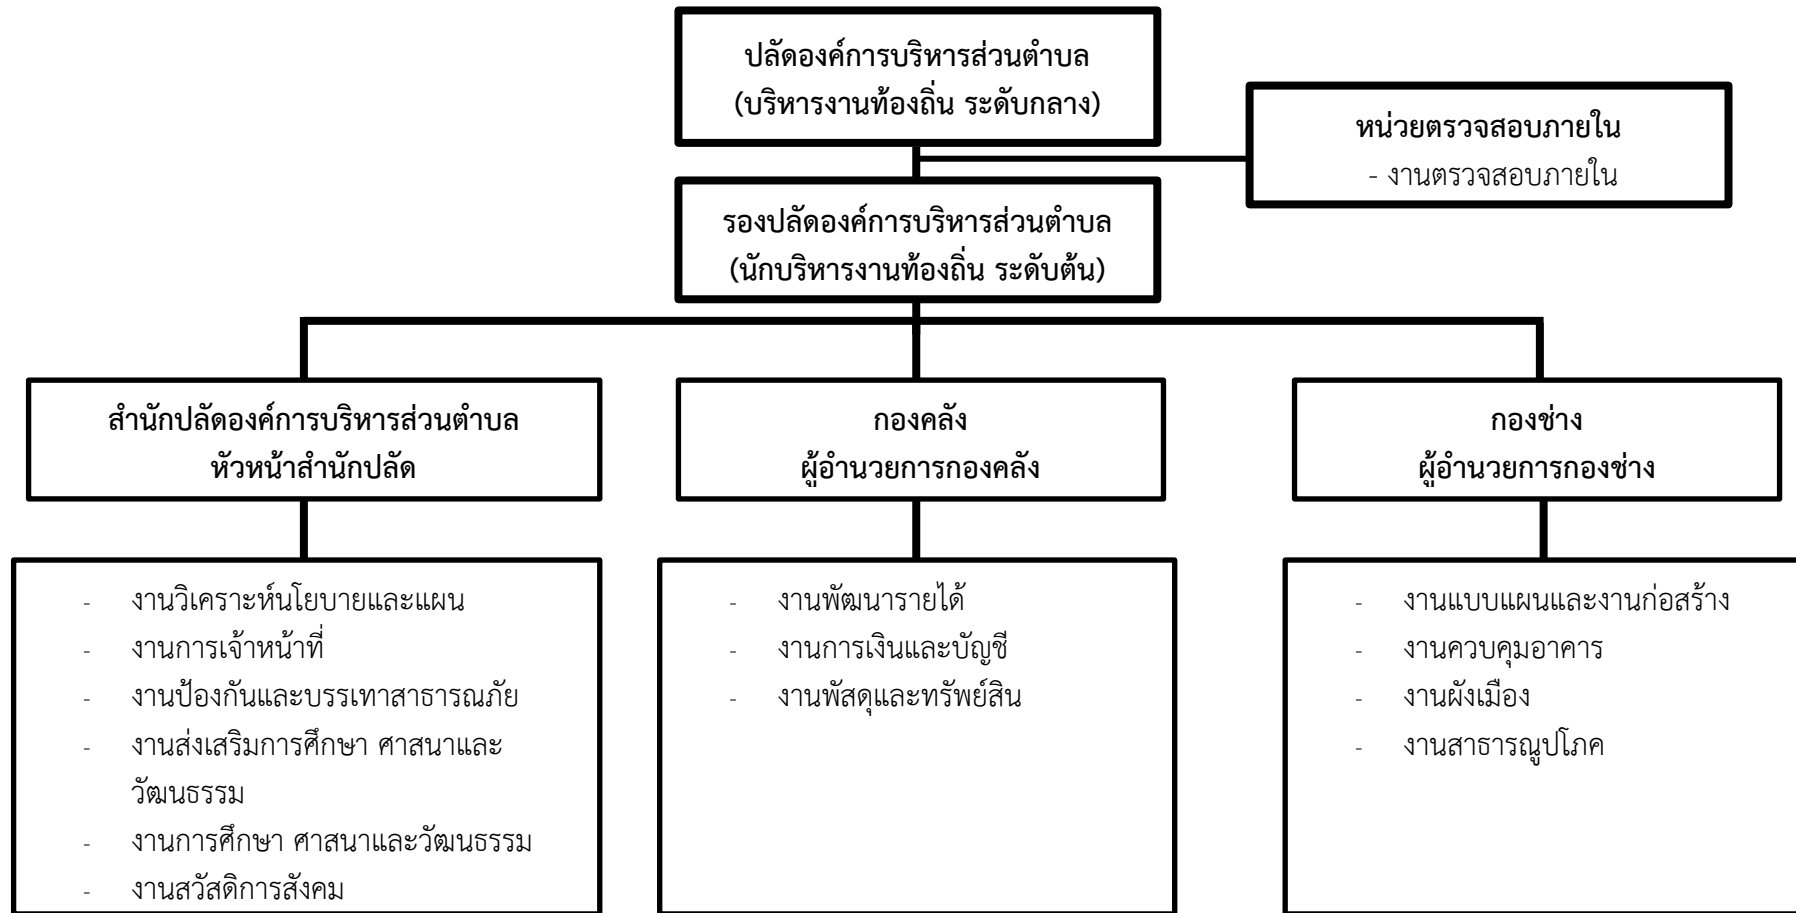 ปลัดองค์การบริหารส่วนตำบล
(บริหารงานท้องถิ่น ระดับกลาง)
หน่วยตรวจสอบภายใน
- งานตรวจสอบภายใน
รองปลัดองค์การบริหารส่วนตำบล
(นักบริหารงานท้องถิ่น ระดับต้น)
สำนักปลัดองค์การบริหารส่วนตำบล
หัวหน้าสำนักปลัด
กองคลัง
ผู้อำนวยการกองคลัง
กองช่าง
ผู้อำนวยการกองช่าง
- งานวิเคราะห์นโยบายและแผน
- งานการเจ้าหน้าที่
- งานป้องกันและบรรเทาสาธารณภัย
- งานส่งเสริมการศึกษา ศาสนาและ
วัฒนธรรม
- งานการศึกษา ศาสนาและวัฒนธรรม
- งานสวัสดิการสังคม
- งานพัฒนารายได้
- งานการเงินและบัญชี
- งานพัสดุและทรัพย์สิน
- งานแบบแผนและงานก่อสร้าง
- งานควบคุมอาคาร
- งานผังเมือง
- งานสาธารณูปโภค